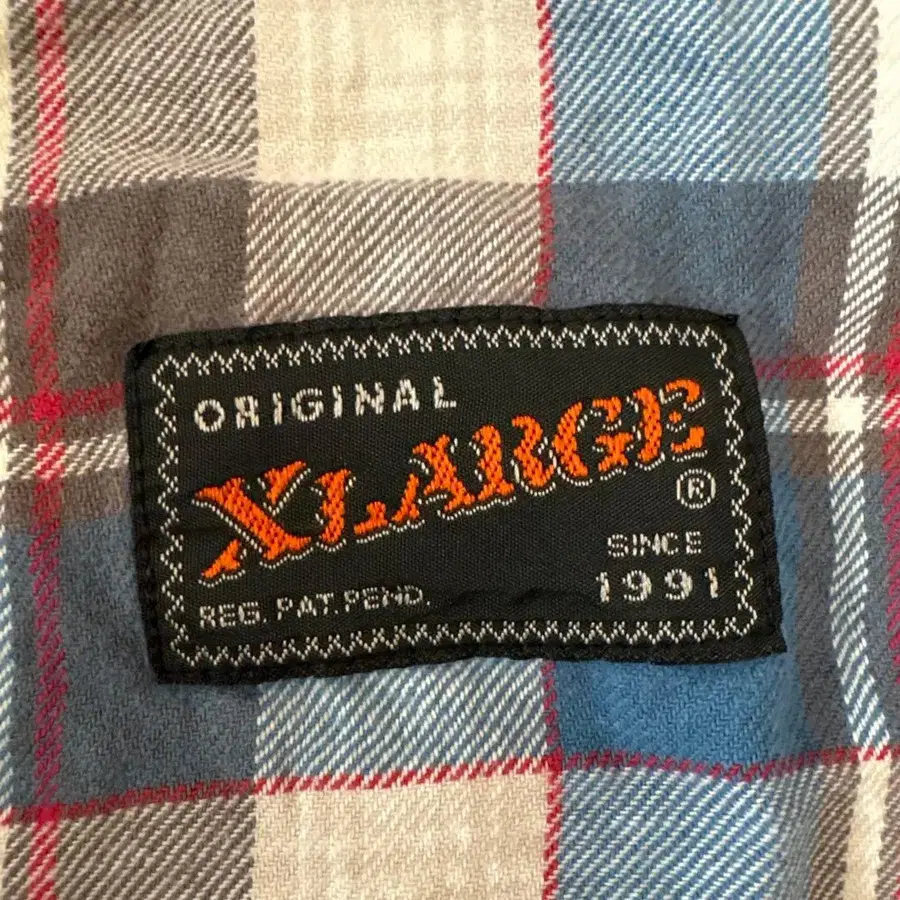 ORIGINAL
XLARGE
®
SINCE
1991
REG. PAT. PEND.